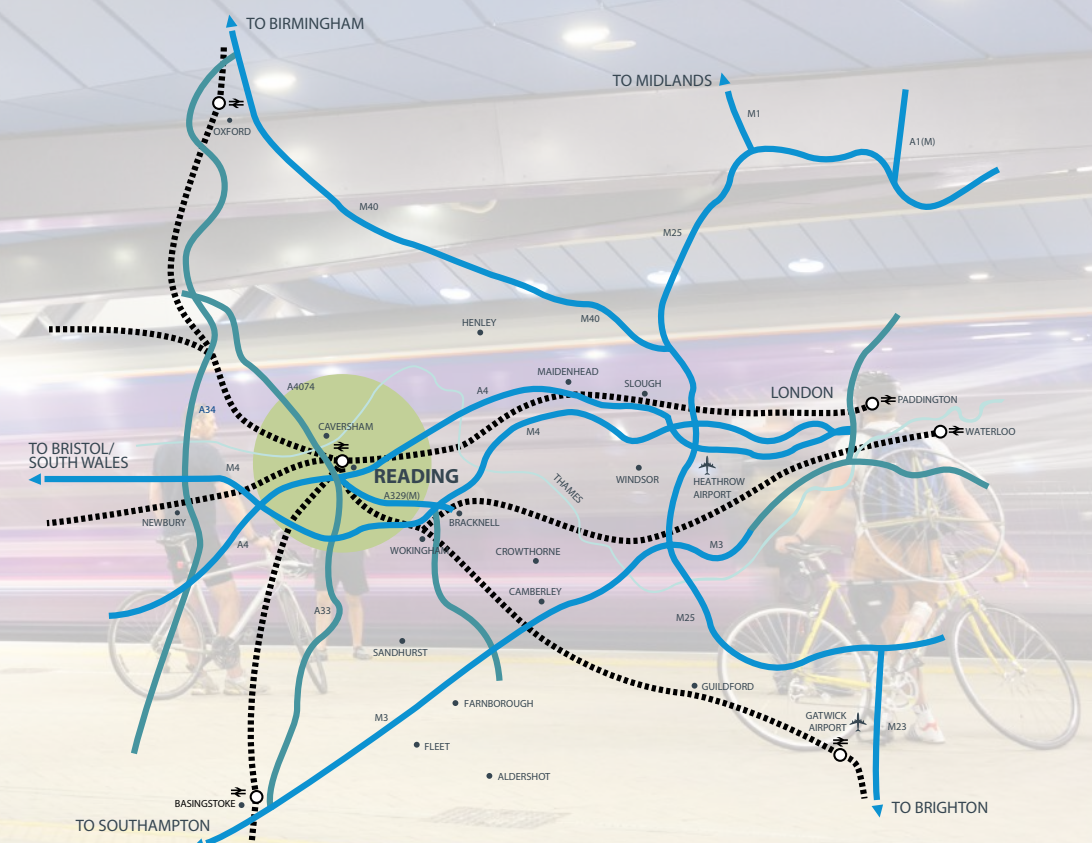 TO BIRMINGHAM
TO MIDLANDS
M1
A1(M)
OXFORD
M40
M25
HENLEY
M40
MAIDENHEAD
SLOUGH
A4
LONDON
PADDINGTON
A4074
A34
CAVERSHAM
M4
WATERLOO
TO BRISTOL/
SOUTH WALES
M4
READING
WINDSOR
HEATHROW
AIRPORT
THAMES
A329(M)
NEWBURY
BRACKNELL
A4
WOKINGHAM
CROWTHORNE
M3
CAMBERLEY
A33
M25
SANDHURST
GUILDFORD
FARNBOROUGH
M3
GATWICK
AIRPORT
M23
FLEET
ALDERSHOT
BASINGSTOKE
TO BRIGHTON
TO SOUTHAMPTON